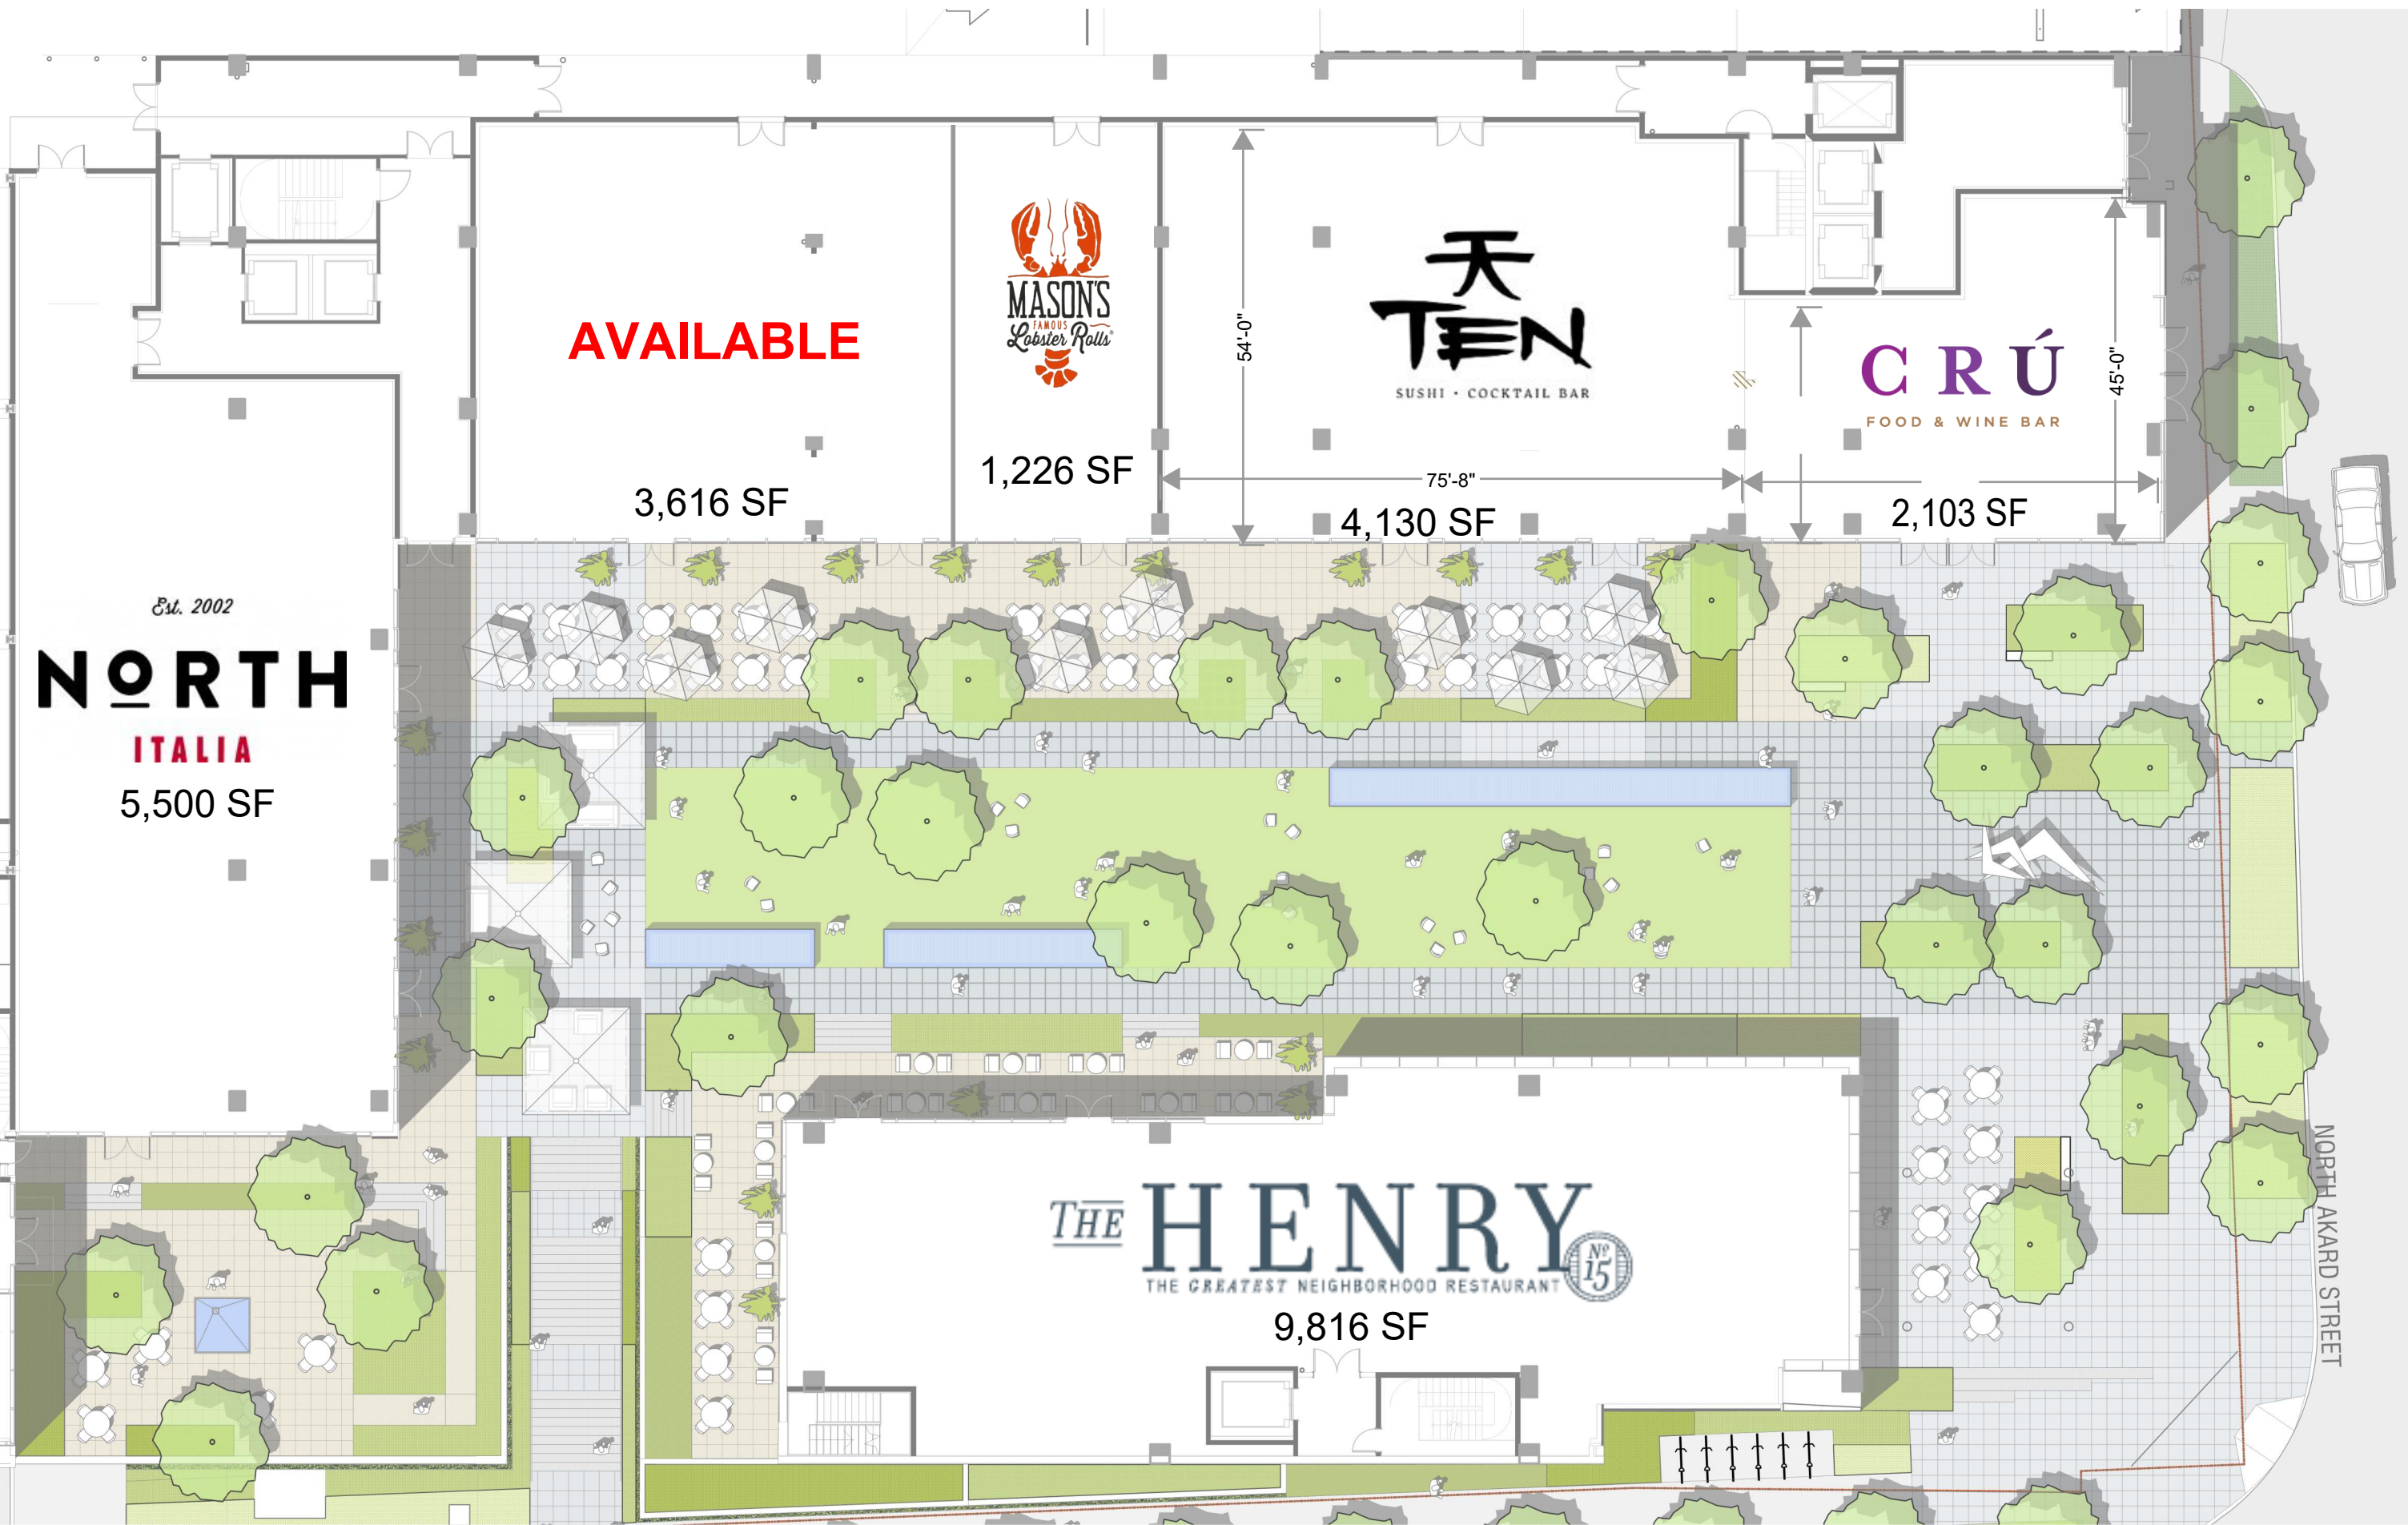 AVAILABLE
3,616 SF
MASON'S
FAMOUS
Lobster Rolls
1,226 SF
54'-0"
TEN
SUSHI • COCKTAIL BAR
75'-8"
4,130 SF
CRÚ
FOOD & WINE BAR
45'-0"
2,103 SF
Est. 2002
NORTH
ITALIA
5,500 SF
THE HENRY
Nº
15
THE GREATEST NEIGHBORHOOD RESTAURANT
9,816 SF
NORTH AKARD STREET